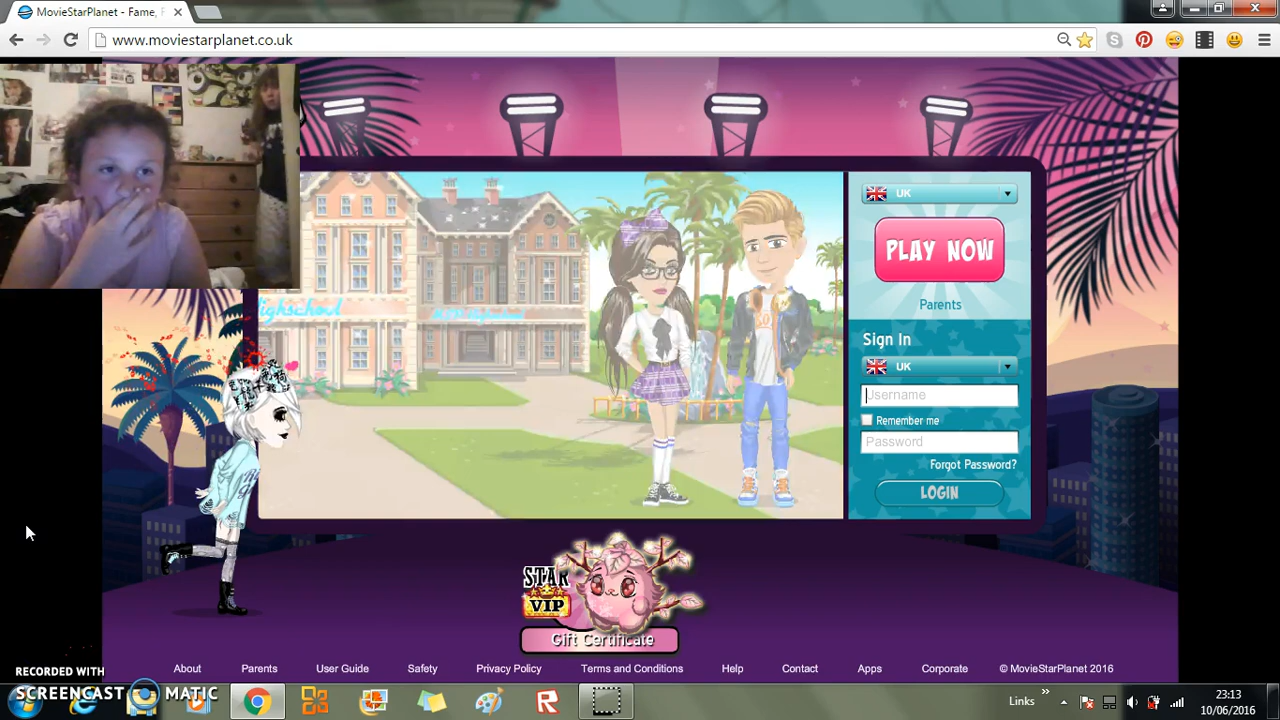 MovieStarPlanet - Fame, F
www.moviestarplanet.co.uk
UK
PLAY NOW
Parents
Sign In
UK
Username
Remember me
Password
Forgot Password?
LOGIN
STAR
VIP
Gift Certificate
About Parents User Guide Safety Privacy Policy Terms and Conditions Help Contact Apps Corporate © MovieStarPlanet 2016
RECORDED WITH
SCREENCAST MATIC
Links
23:13
10/06/2016